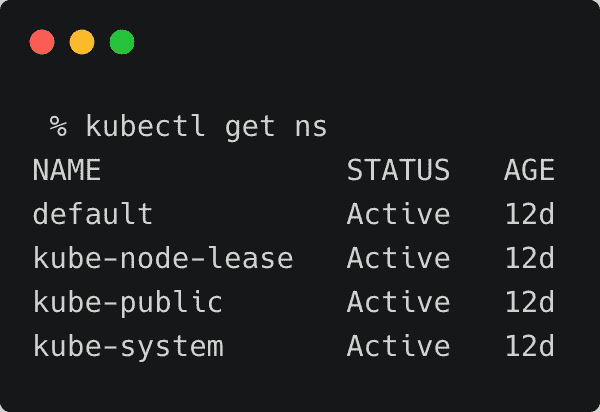 % kubectl get ns
NAME STATUS AGE
default Active 12d
kube-node-lease Active 12d
kube-public Active 12d
kube-system Active 12d